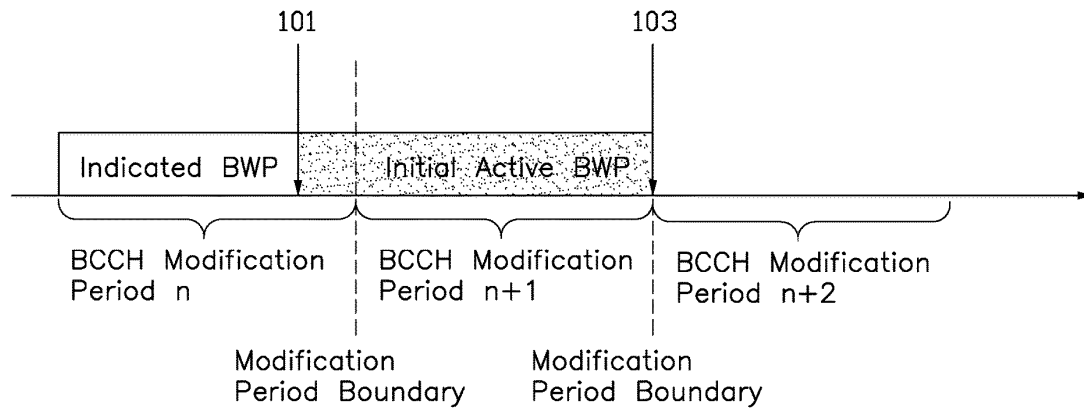 101
103
Indicated BWP
Initial Active BWP
BCCH Modification
Period n
BCCH Modification
Period n+1
BCCH Modification
Period n+2
Modification
Period Boundary
Modification
Period Boundary